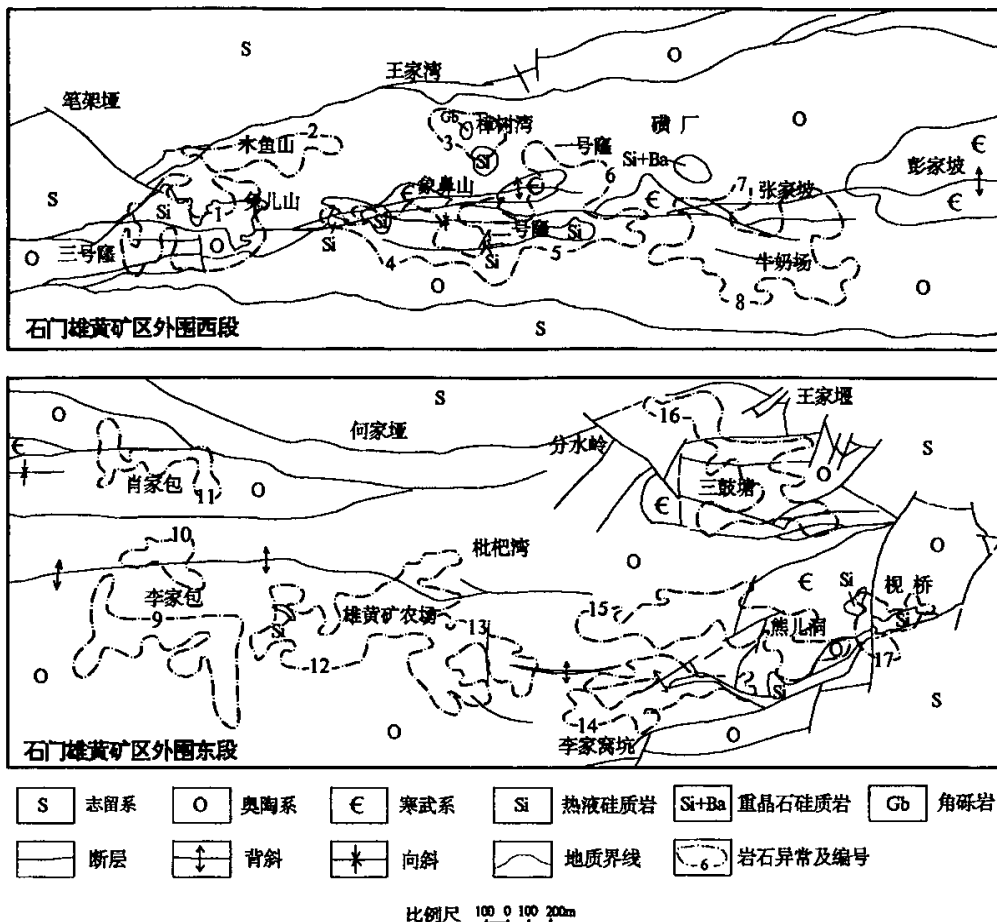 S
王家湾
O
笔架垭
木鱼山
2
Gb
3
樟树湾
Si
磺厂
Si+Ba
一号隆
6
O
Є
彭家坡
S
Si
1
象鼻山
Є
7
张家坡
Є
Є
O
三号隆
O
Si
Si
4
Si
Si
5
牛奶场
O
4
O
8
石门雄黄矿区外围西段
S
O
S
王家堰
16
何家垭
分水岭
S
Є
肖家包
11
O
三鼓塘
O
Є
10
枇杷湾
O
O
李家包
9
Si
雄黄矿农场
13
15
Є
Si
枧桥
Si
熊儿洞
12
O
17
O
Si
14
S
石门雄黄矿区外围东段
O
李家窝坑
O
S 志留系 O 奥陶系 Є 寒武系 Si 热液硅质岩 Si+Ba 重晶石硅质岩 Gb 角砾岩
断层 背斜 向斜 地质界线 6 岩石异常及编号
比例尺 100 0 100 200m